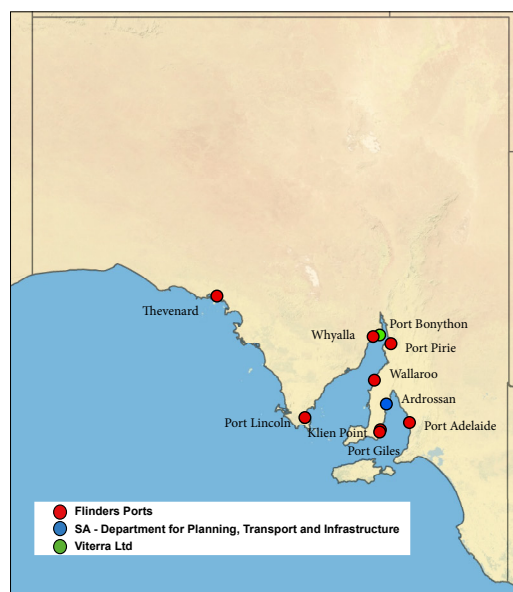 Thevenard
Port Bonython
Whyalla
Port Pirie
Wallaroo
Ardrossan
Port Lincoln
Klien Point
Port Adelaide
Port Giles
Flinders Ports
SA - Department for Planning, Transport and Infrastructure
Viterra Ltd